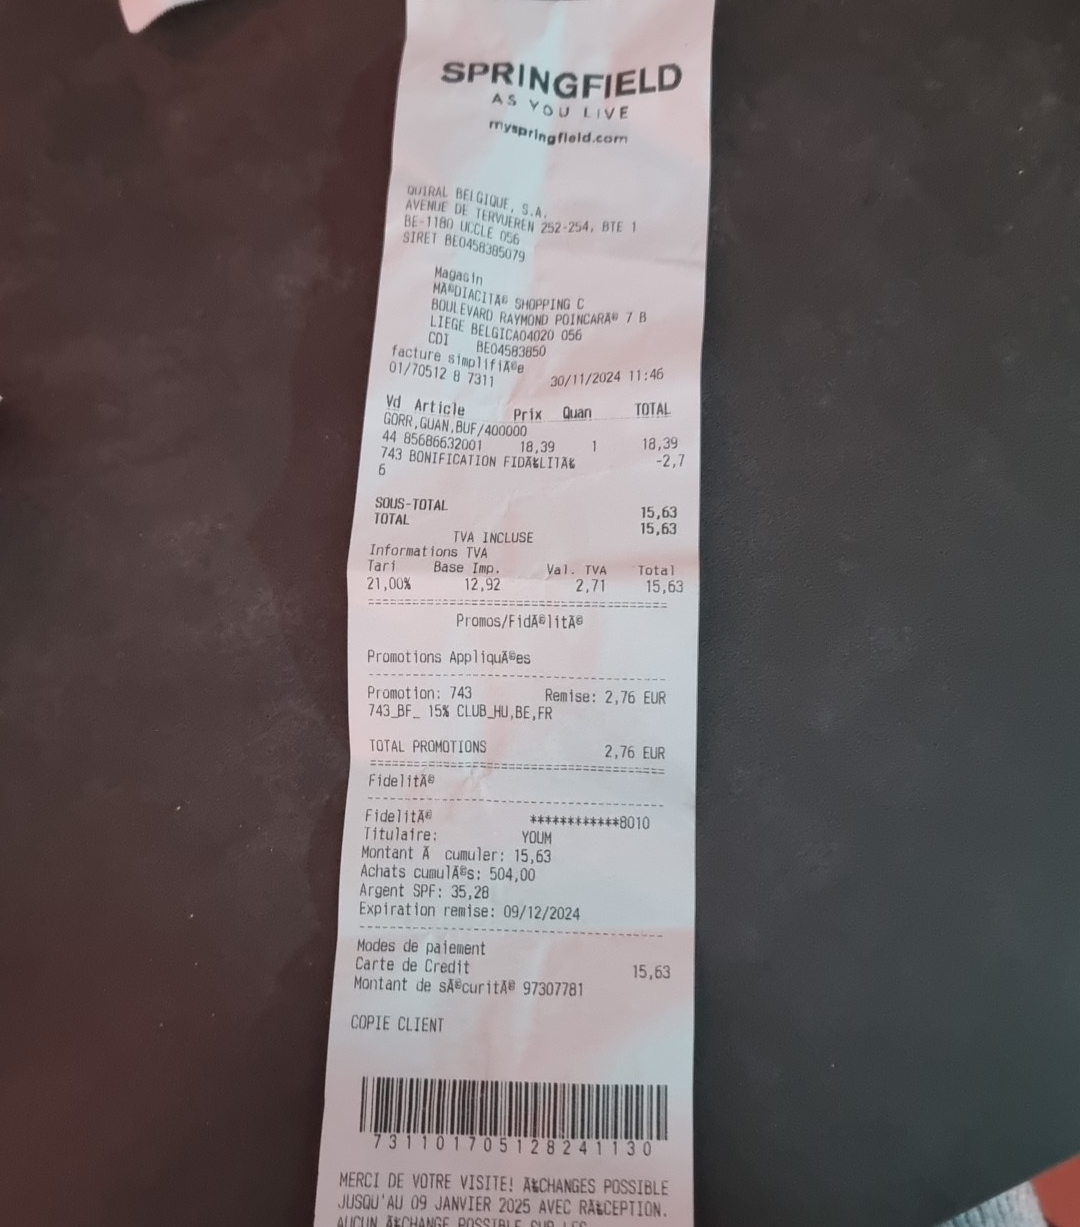 SPRINGFIELD
AS YOU LIVE
myspringfield.com
QUIRAL BELGIQUE, S.A.
AVENUE DE TERVUEREN 252-254, BTE 1
BE-1180 UCCLE 056
SIRET BE0458385079
Magasin
MÃ©DIACITÃ© SHOPPING C
BOULEVARD RAYMOND POINCARÃ© 7 B
LIEGE BELGICA04020 056
CDI BE04583850
facture simplifiÃ©e
01/70512 B 7311 30/11/2024 11:46
Vd Article Prix Quan TOTAL
GORR,GUAN,BUF/400000
44 85686632001 18,39 1 18,39
743 BONIFICATION FIDÃ‰LITÃ‰ -2,7
6
SOUS-TOTAL 15,63
TOTAL 15,63
TVA INCLUSE
Informations TVA
Tari Base Imp. Val. TVA Total
21,00% 12,92 2,71 15,63
Promos/FidÃ©litÃ©
Promotions AppliquÃ©es
Promotion: 743 Remise: 2,76 EUR
743_BF_ 15% CLUB_HU,BE,FR
TOTAL PROMOTIONS 2,76 EUR
FidelitÃ©
FidelitÃ© ************8010
Titulaire: YOUM
Montant Ã cumuler: 15,63
Achats cumulÃ©s: 504,00
Argent SPF: 35,28
Expiration remise: 09/12/2024
Modes de paiement
Carte de Credit 15,63
Montant de sÃ©curitÃ© 97307781
COPIE CLIENT
731101705128241130
MERCI DE VOTRE VISITE! Ã‰CHANGES POSSIBLE
JUSQU'AU 09 JANVIER 2025 AVEC RÃ‰CEPTION.
AUCUN Ã‰CHANGE POSSIBLE SUR LES